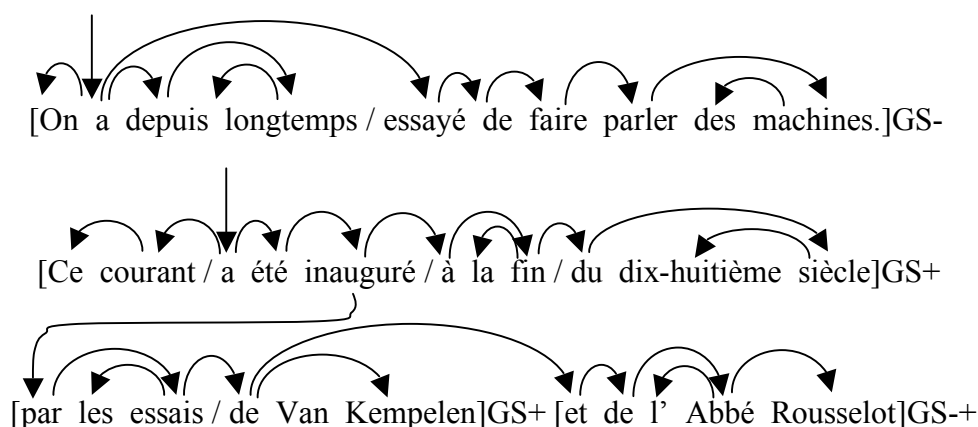 [On a depuis longtemps / essayé de faire parler des machines.]GS-
[Ce courant / a été inauguré / à la fin / du dix-huitième siècle]GS+
[par les essais / de Van Kempelen]GS+ [et de l’ Abbé Rousselot]GS-+